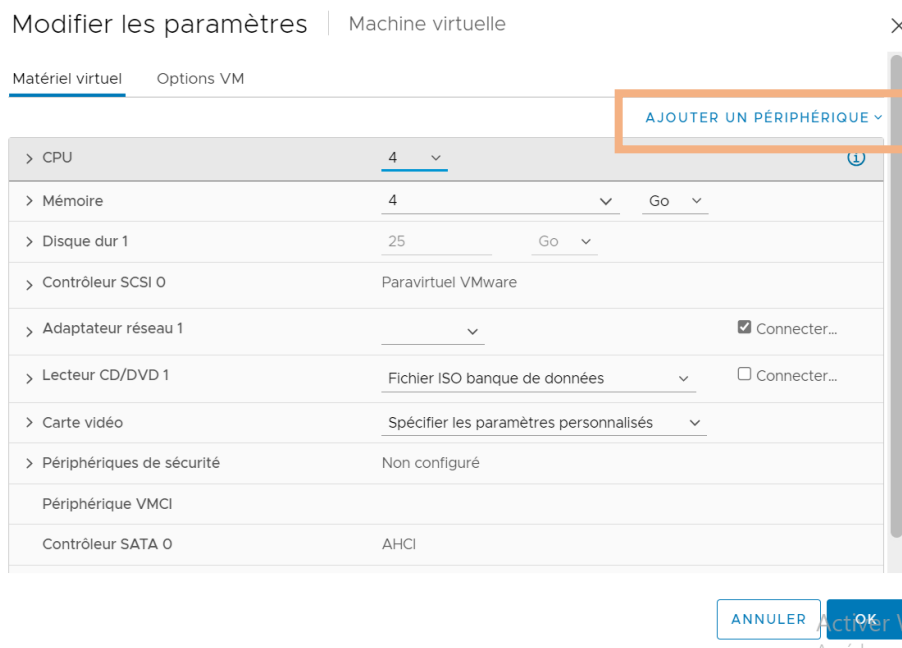 Modifier les paramètres | Machine virtuelle
Matériel virtuel Options VM
AJOUTER UN PÉRIPHÉRIQUE
CPU 4
Mémoire 4 Go
Disque dur 1 25 Go
Contrôleur SCSI 0 Paravirtuel VMware
Adaptateur réseau 1 Connecter...
Lecteur CD/DVD 1 Fichier ISO banque de données Connecter...
Carte vidéo Spécifier les paramètres personnalisés
Périphériques de sécurité Non configuré
Périphérique VMCI
Contrôleur SATA 0 AHCI
ANNULER OK
Activer